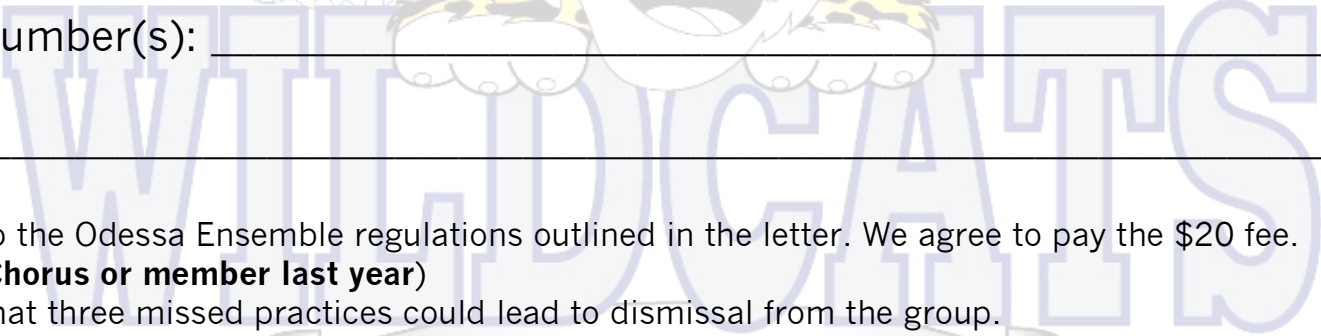 umber(s):
WILDCATS
o the Odessa Ensemble regulations outlined in the letter. We agree to pay the $20 fee.
Chorus or member last year)
hat three missed practices could lead to dismissal from the group.